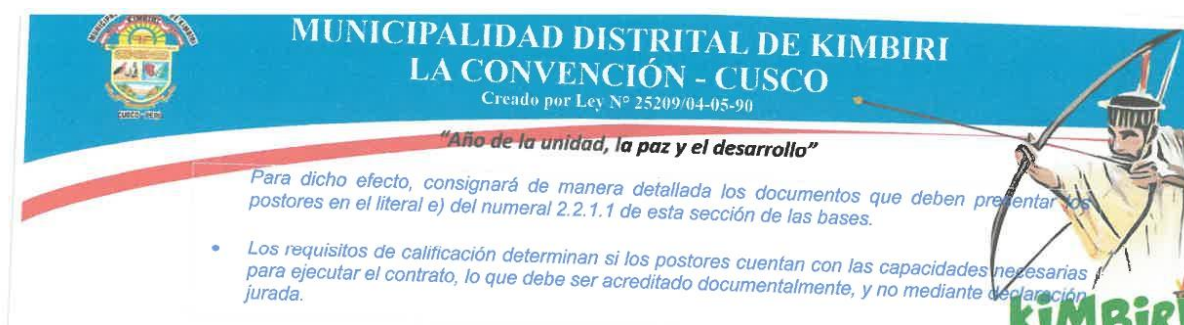 MUNICIPALIDAD DISTRITAL DE KIMBIRI
LA CONVENCIÓN - CUSCO
Creado por Ley Nº 25209/04-05-90
"Año de la unidad, la paz y el desarrollo"
Para dicho efecto, consignará de manera detallada los documentos que deben presentar los
postores en el literal e) del numeral 2.2.1.1 de esta sección de las bases.
• Los requisitos de calificación determinan si los postores cuentan con las capacidades necesarias
para ejecutar el contrato, lo que debe ser acreditado documentalmente, y no mediante declaración
jurada.
KIMBIRI
CUSCO - PERÚ